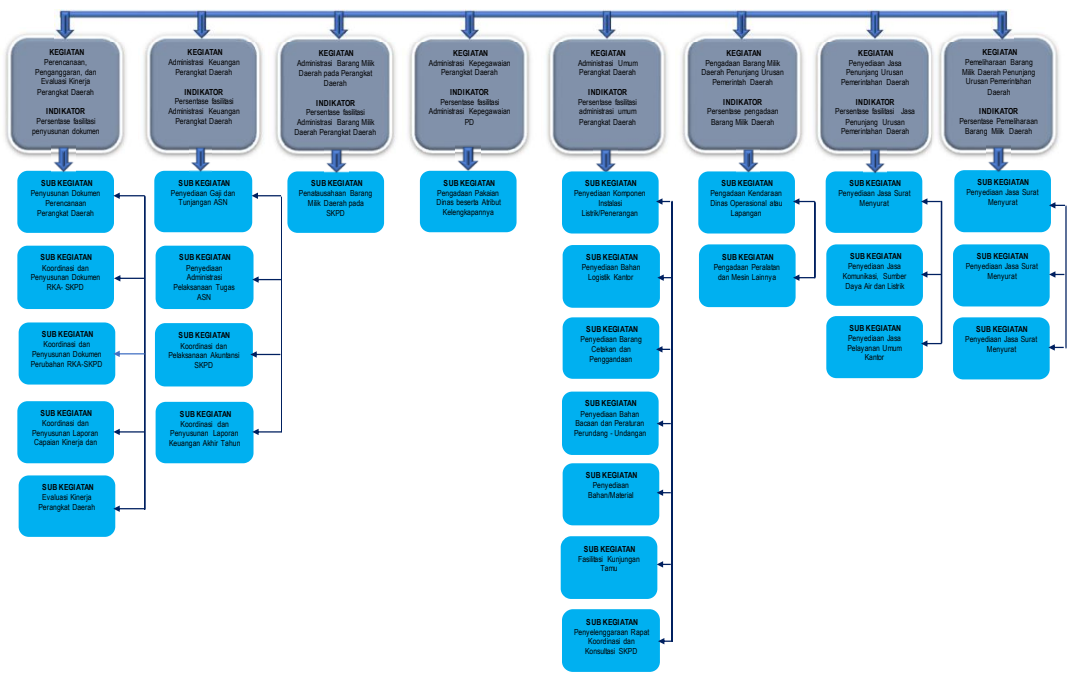 KEGIATAN
Perencanaan,
Penganggaran, dan
Evaluasi Kinerja
Perangkat Daerah
INDIKATOR
Persentase fasilitasi
penyusunan dokumen
KEGIATAN
Administrasi Keuangan
Perangkat Daerah
INDIKATOR
Persentase fasilitasi
Administrasi Keuangan
Perangkat Daerah
KEGIATAN
Administrasi Barang Milik
Daerah pada Perangkat
Daerah
INDIKATOR
Persentase fasilitasi
Administrasi Barang Milik
Daerah Perangkat Daerah
KEGIATAN
Administrasi Kepegawaian
Perangkat Daerah
INDIKATOR
Persentase fasilitasi
Administrasi Kepegawaian
PD
KEGIATAN
Administrasi Umum
Perangkat Daerah
INDIKATOR
Persentase fasilitasi
administrasi umum
Perangkat Daerah
KEGIATAN
Pengadaan Barang Milik
Daerah Penunjang Urusan
Pemerintah Daerah
INDIKATOR
Persentase pengadaan
Barang Milik Daerah
KEGIATAN
Penyediaan Jasa
Penunjang Urusan
Pemerintahan Daerah
INDIKATOR
Persentase fasilitasi Jasa
Penunjang Urusan
Pemerintahan Daerah
KEGIATAN
Pemeliharaan Barang
Milik Daerah Penunjang
Urusan Pemerintahan
Daerah
INDIKATOR
Persentase Pemeliharaan
Barang Milik Daerah
SUB KEGIATAN
Penyusunan Dokumen
Perencanaan
Perangkat Daerah
SUB KEGIATAN
Koordinasi dan
Penyusunan Dokumen
RKA- SKPD
SUB KEGIATAN
Koordinasi dan
Penyusunan Dokumen
Perubahan RKA-SKPD
SUB KEGIATAN
Koordinasi dan
Penyusunan Laporan
Capaian Kinerja dan
SUB KEGIATAN
Evaluasi Kinerja
Perangkat Daerah
SUB KEGIATAN
Penyediaan Gaji dan
Tunjangan ASN
SUB KEGIATAN
Penyediaan
Administrasi
Pelaksanaan Tugas
ASN
SUB KEGIATAN
Koordinasi dan
Pelaksanaan Akuntansi
SKPD
SUB KEGIATAN
Koordinasi dan
Penyusunan Laporan
Keuangan Akhir Tahun
SUB KEGIATAN
Penatausahaan Barang
Milik Daerah pada
SKPD
SUB KEGIATAN
Pengadaan Pakaian
Dinas beserta Atribut
Kelengkapannya
SUB KEGIATAN
Penyediaan Komponen
Instalasi
Listrik/Penerangan
SUB KEGIATAN
Penyediaan Bahan
Logistik Kantor
SUB KEGIATAN
Penyediaan Barang
Cetakan dan
Penggandaan
SUB KEGIATAN
Penyediaan Bahan
Bacaan dan Peraturan
Perundang - Undangan
SUB KEGIATAN
Penyediaan
Bahan/Material
SUB KEGIATAN
Fasilitasi Kunjungan
Tamu
SUB KEGIATAN
Penyelenggaraan Rapat
Koordinasi dan
Konsultasi SKPD
SUB KEGIATAN
Pengadaan Kendaraan
Dinas Operasional atau
Lapangan
SUB KEGIATAN
Pengadaan Peralatan
dan Mesin Lainnya
SUB KEGIATAN
Penyediaan Jasa Surat
Menyurat
SUB KEGIATAN
Penyediaan Jasa
Komunikasi, Sumber
Daya Air dan Listrik
SUB KEGIATAN
Penyediaan Jasa
Pelayanan Umum
Kantor
SUB KEGIATAN
Penyediaan Jasa Surat
Menyurat
SUB KEGIATAN
Penyediaan Jasa Surat
Menyurat
SUB KEGIATAN
Penyediaan Jasa Surat
Menyurat